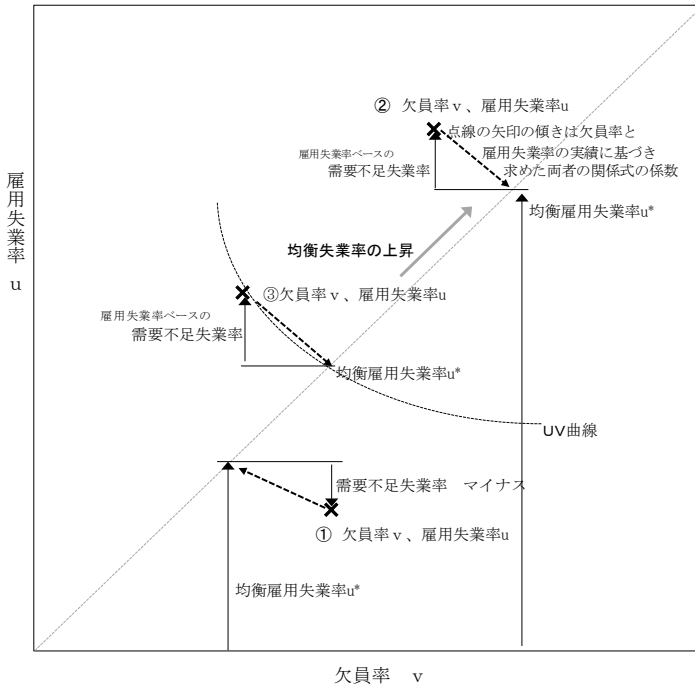 ② 欠員率ｖ、雇用失業率u
点線の矢印の傾きは欠員率と
雇用失業率の実績に基づき
求めた両者の関係式の係数
雇用失業率ベースの
需要不足失業率
均衡雇用失業率u*
雇用失業率　u
均衡失業率の上昇
③欠員率ｖ、雇用失業率u
雇用失業率ベースの
需要不足失業率
均衡雇用失業率u*
UV曲線
需要不足失業率　マイナス
① 欠員率ｖ、雇用失業率u
均衡雇用失業率u*
欠員率　ｖ